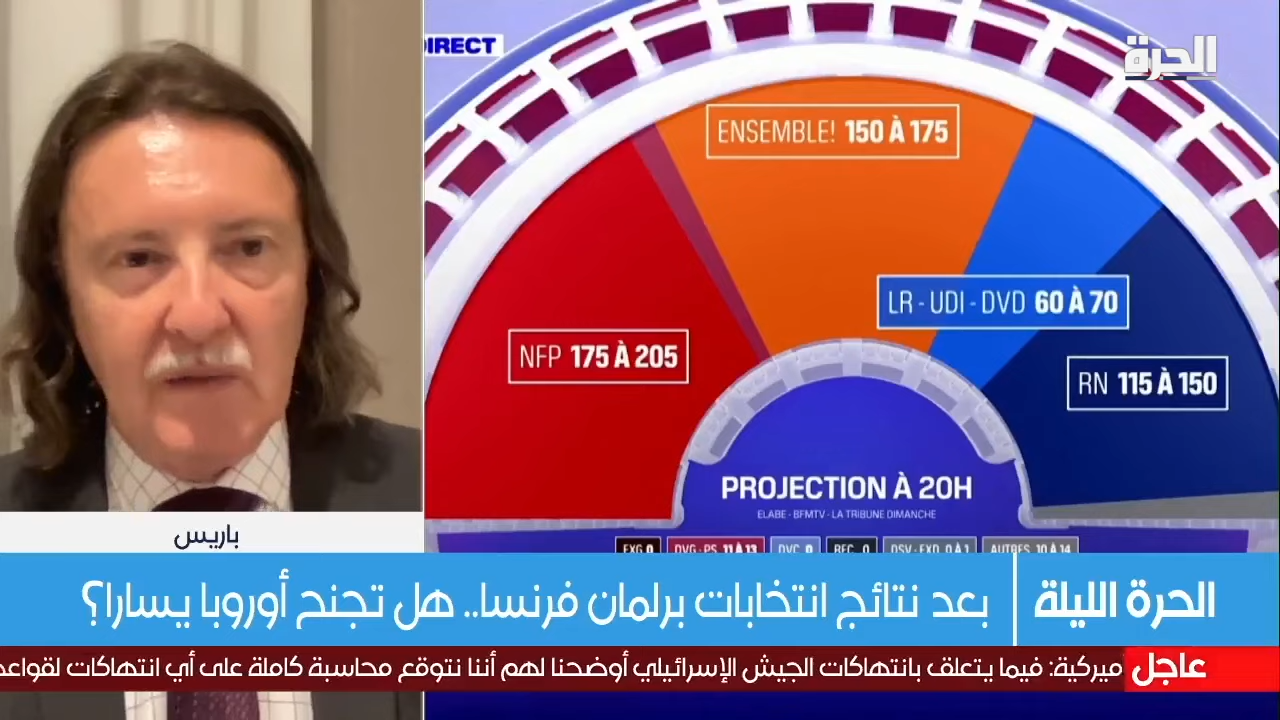 DIRECT
الحرة
ENSEMBLE! 150 À 175
LR - UDI - DVD 60 À 70
NFP 175 À 205
RN 115 À 150
PROJECTION À 20H
ELABE - BFMTV - LA TRIBUNE DIMANCHE
EXG 0 DVG - PS 11 À 13 DVC 0 REC 0 DSV - EXD 0 À 1 AUTRES 10 À 14
باريس
الحرة الليلة
بعد نتائج انتخابات برلمان فرنسا.. هل تجنح أوروبا يسارا؟
عاجل ميركية: فيما يتعلق بانتهاكات الجيش الإسرائيلي أوضحنا لهم أننا نتوقع محاسبة كاملة على أي انتهاكات لقواعد